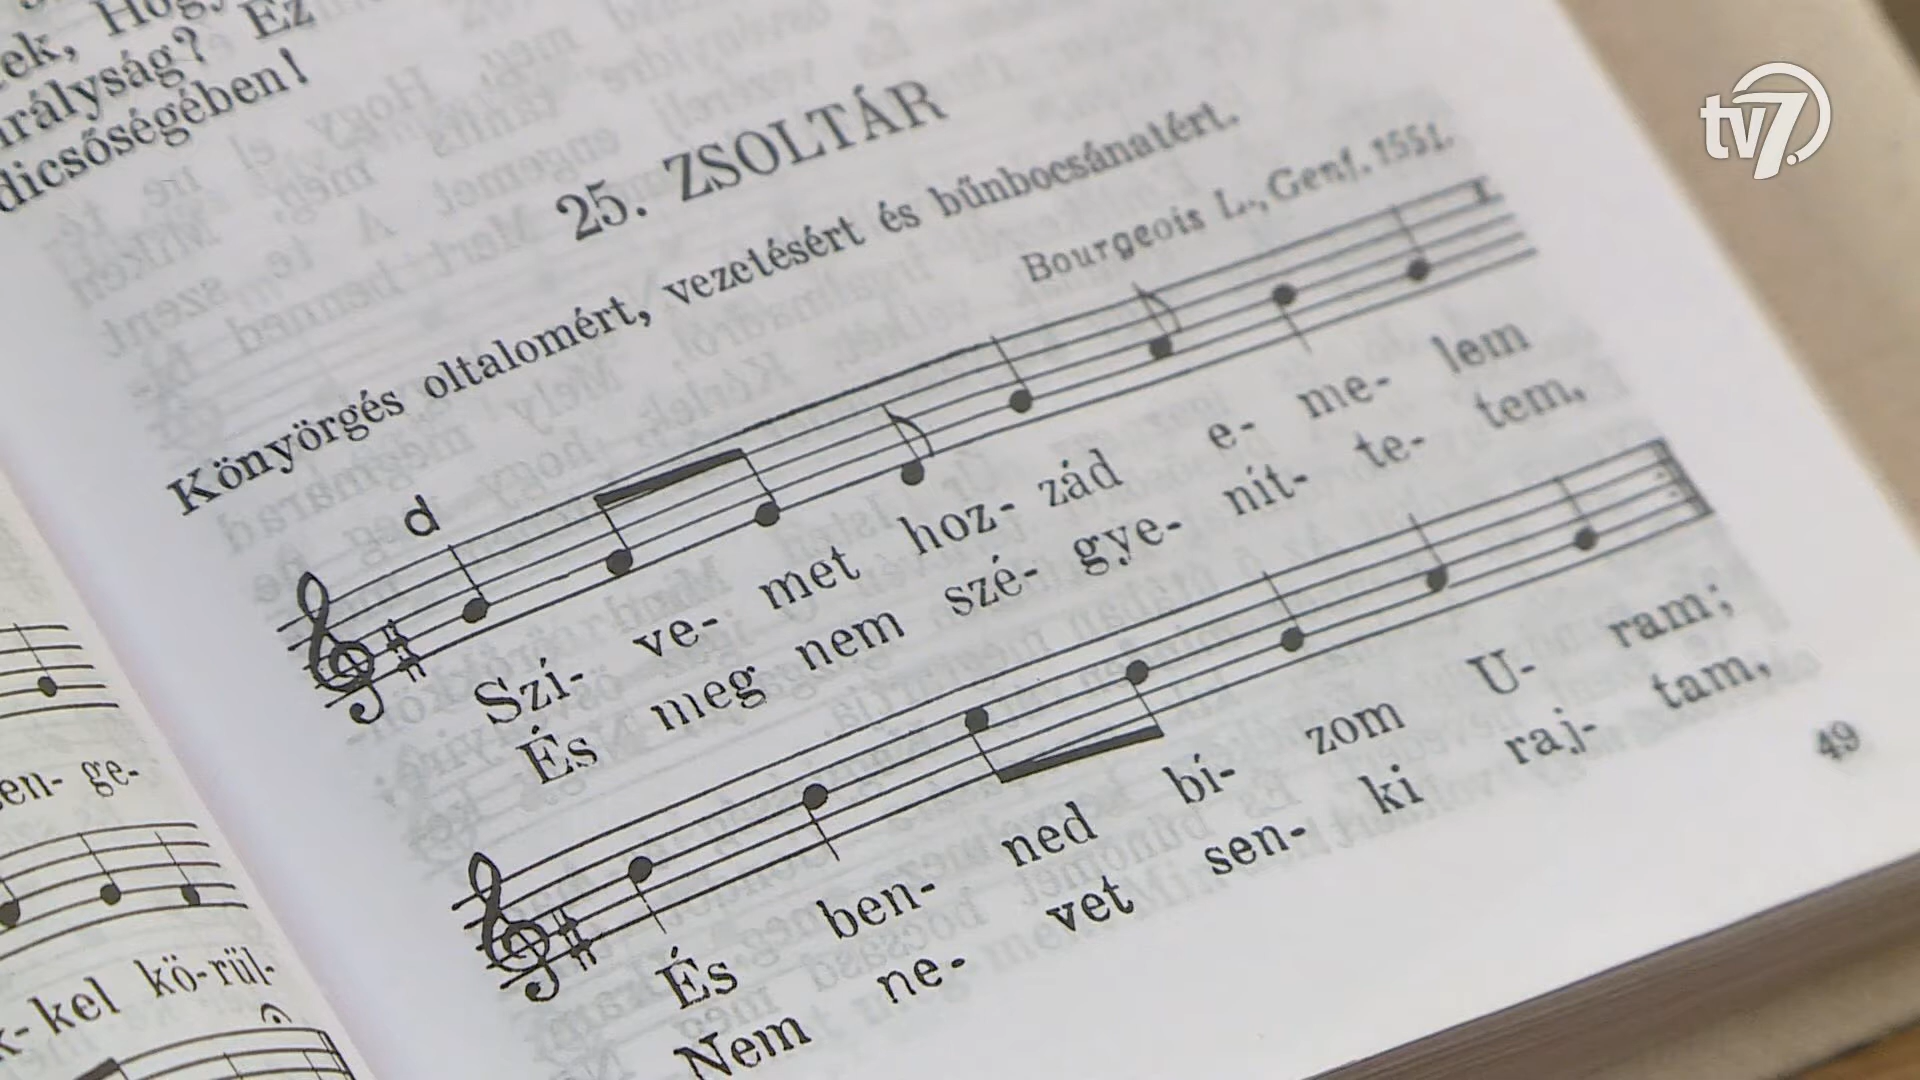 tek, Hogy
irályság? Ez
dicsőségében!
en- ge-
k- kel kö-rül-
25. ZSOLTÁR
Könyörgés oltalomért, vezetésért és bűnbocsánatért.
Bourgeois L., Genf. 1551.
d
Szí- ve- met hoz- zád e- me- lem
És meg nem szé- gye- nít- te- tem,
És ben- ned bí- zom U- ram;
Nem ne- vet sen- ki raj- tam,
49
tv7.